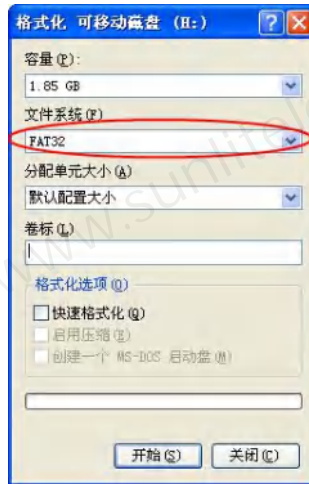 格式化 可移动磁盘 (H:)
容量(P):
1.85 GB
文件系统(F)
FAT32
分配单元大小(A)
默认配置大小
卷标(L)
格式化选项(O)
快速格式化(Q)
启用压缩(E)
创建一个 MS-DOS 启动盘(M)
开始(S)
关闭(C)
www.sunlitel